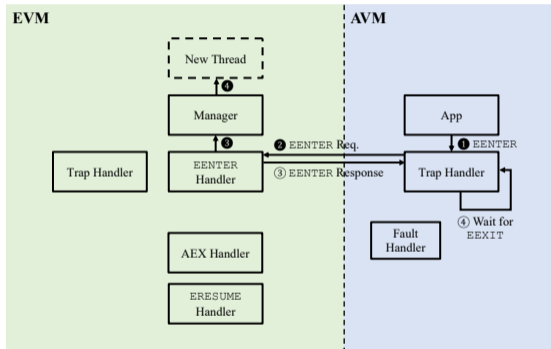 EVM
AVM
New Thread
❹
Manager
App
❸
❷ EENTER Req.
❶ EENTER
Trap Handler
EENTER
Handler
③ EENTER Response
Trap Handler
④ Wait for
EEXIT
Fault
Handler
AEX Handler
ERESUME
Handler